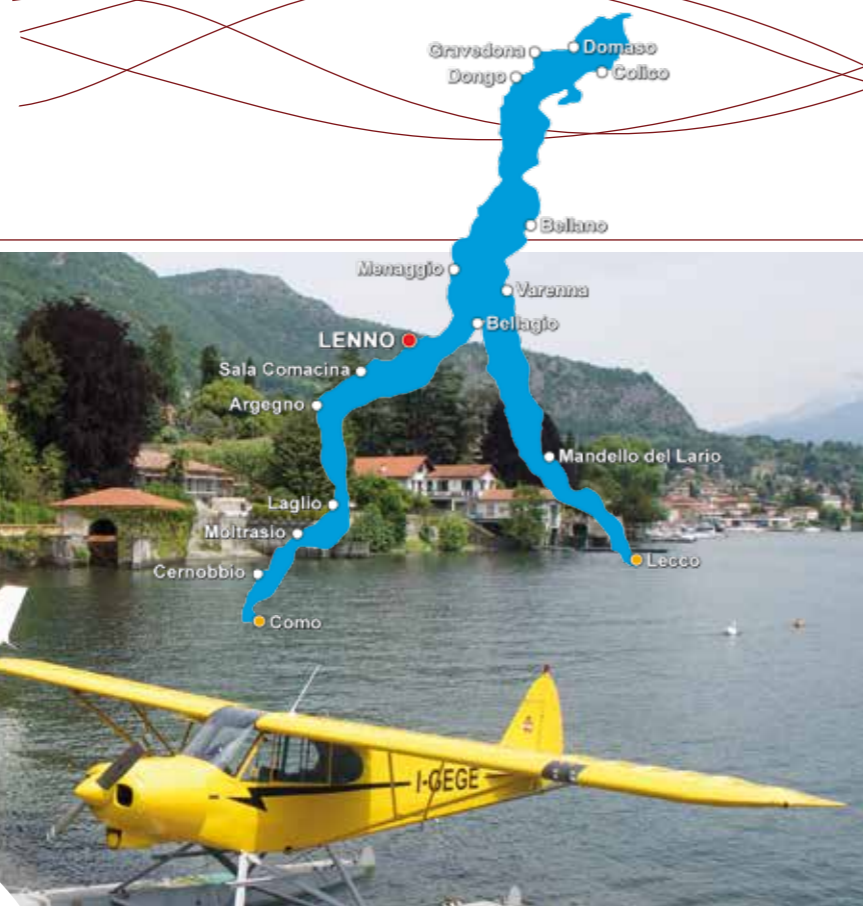 Domaso
Gravedona
Dongo
Colico
Bellano
Menaggio
Varenna
Bellagio
LENNO
Sala Comacina
Argegno
Mandello del Lario
Laglio
Moltrasio
Lecco
Cernobbio
Como
I-GEGE